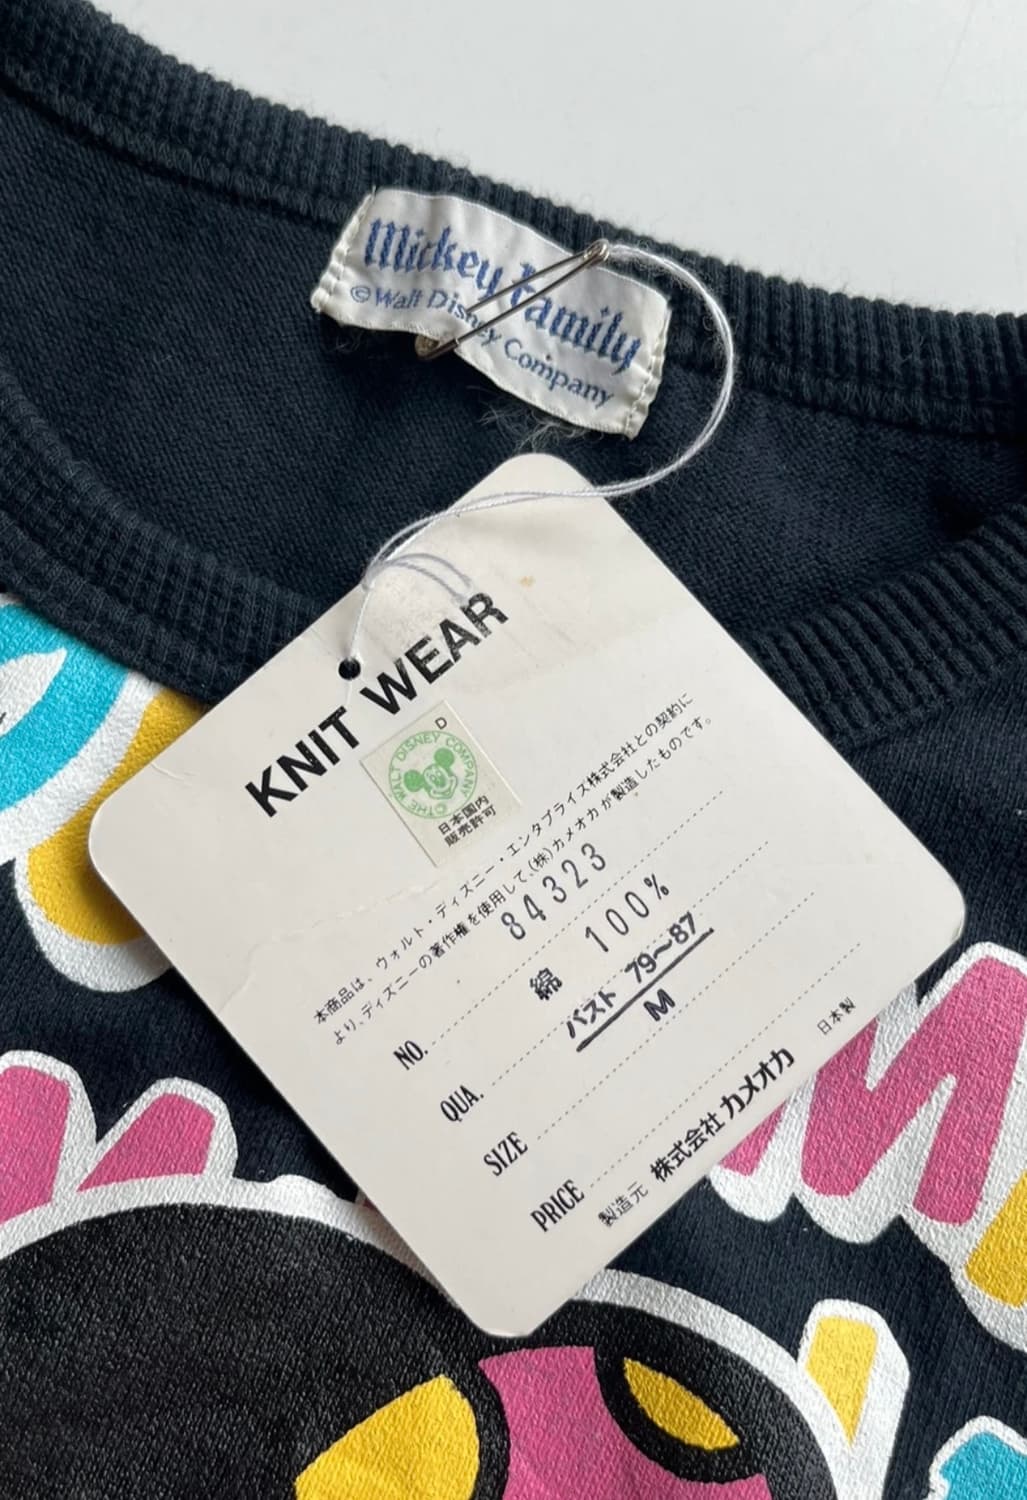 Mickey Family
©Walt Disney Company
KNIT WEAR
D
©THE WALT DISNEY COMPANY
日本国内
販売許可
本商品は、ウォルト・ディズニー・エンタプライズ株式会社との契約に
より、ディズニーの著作権を使用して、(株)カメオカが製造したものです。
NO. 84323
QUA. 綿 100%
バスト 79〜87
SIZE M
PRICE
製造元 株式会社 カメオカ 日本製